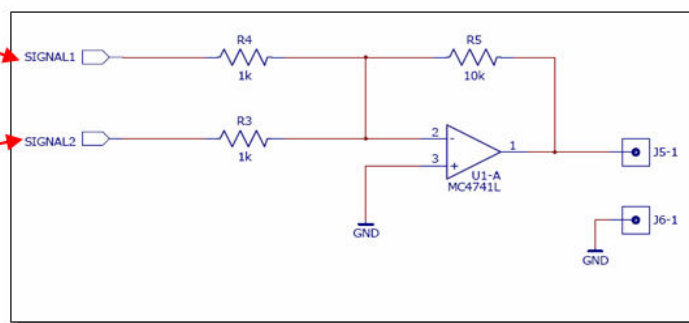 R4
R5
SIGNAL1
1k
10k
R3
SIGNAL2
1k
2
-
1
3
+
J5-1
U1-A
MC4741L
GND
J6-1
GND